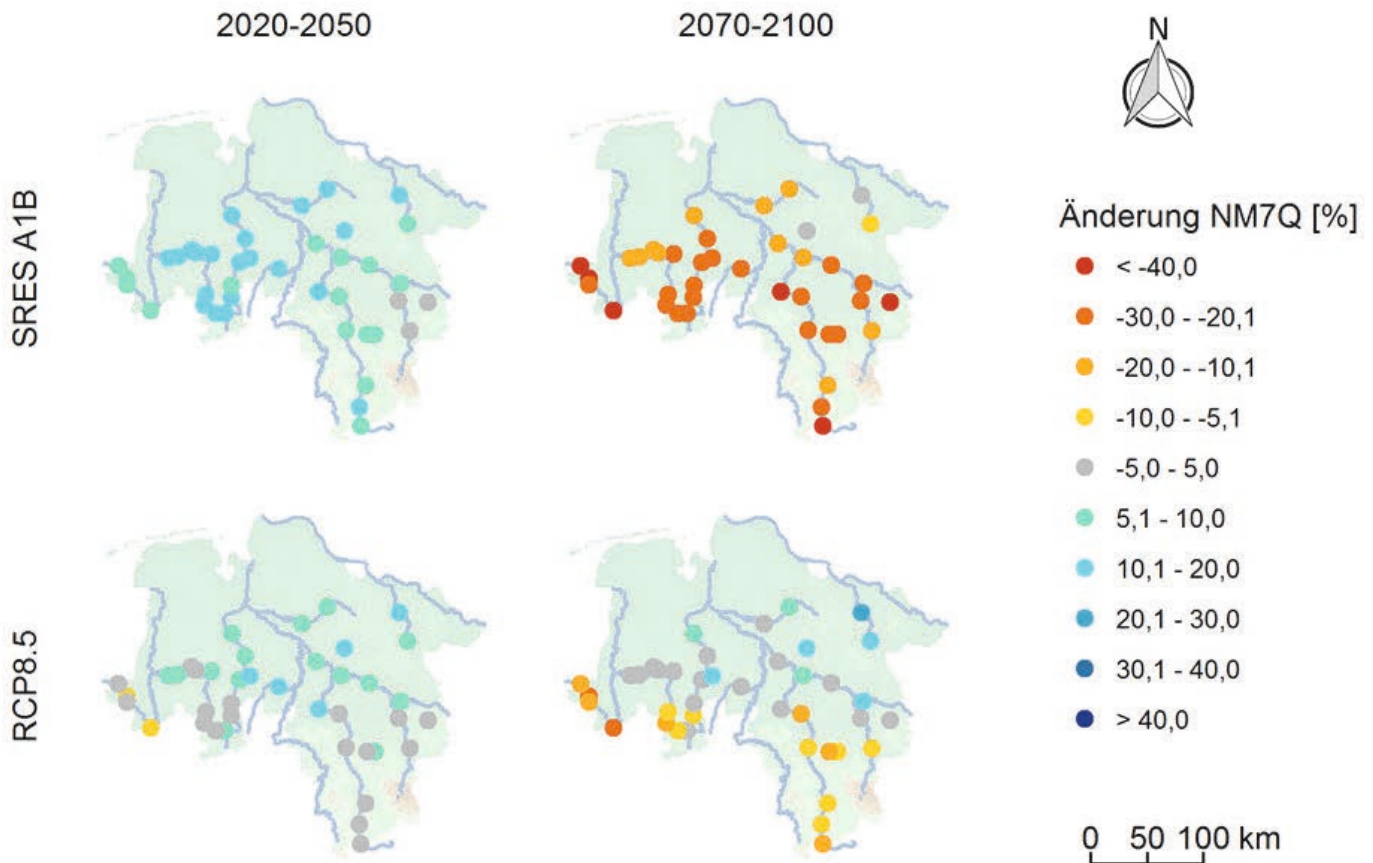 2020-2050
2070-2100
N
SRES A1B
RCP8.5
Änderung NM7Q [%]
< -40,0
-30,0 - -20,1
-20,0 - -10,1
-10,0 - -5,1
-5,0 - 5,0
5,1 - 10,0
10,1 - 20,0
20,1 - 30,0
30,1 - 40,0
> 40,0
0 50 100 km